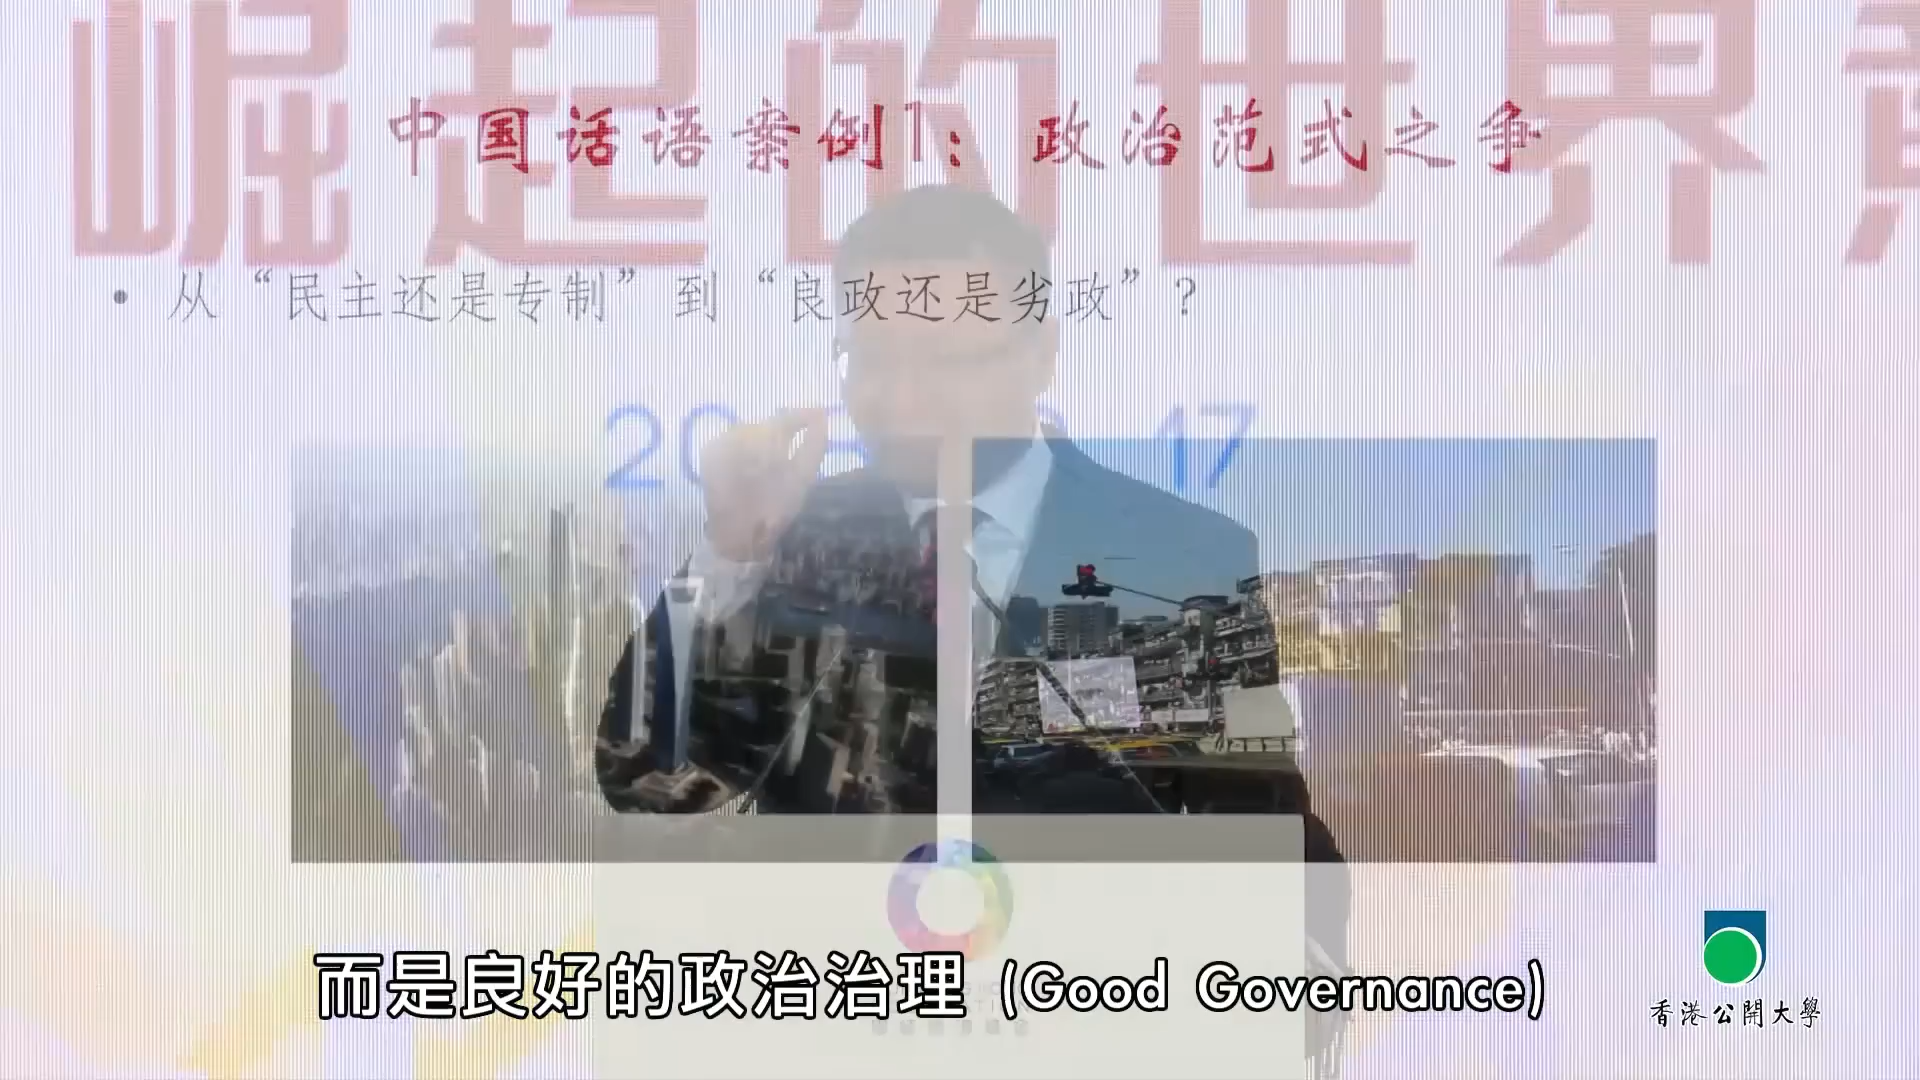 崛起的世界
中国话语案例1：政治范式之争
• 从“民主还是专制”到“良政还是劣政”？
而是良好的政治治理 (Good Governance)
香港公開大學